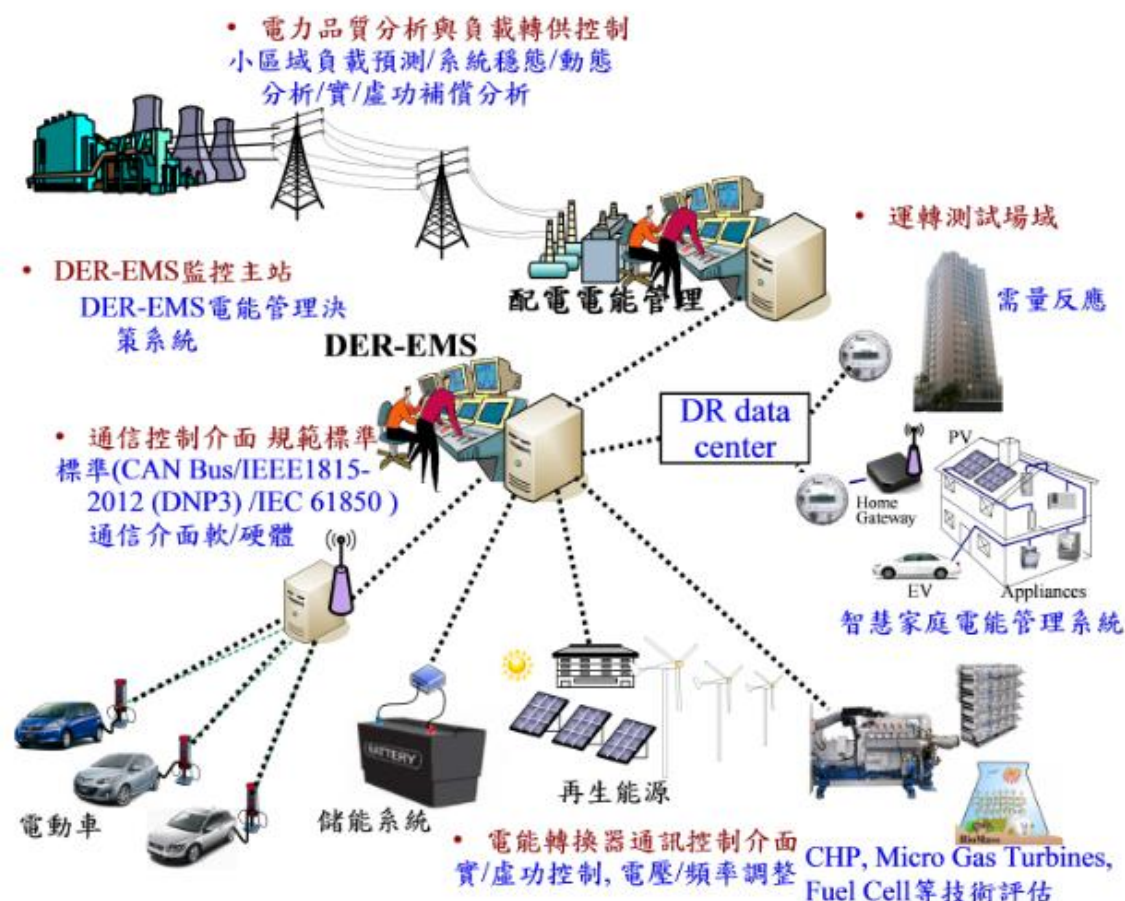 • 電力品質分析與負載轉供控制
小區域負載預測/系統穩態/動態
分析/實/虛功補償分析
• 運轉測試場域
需量反應
• DER-EMS監控主站
DER-EMS電能管理決
策系統
配電電能管理
DER-EMS
DR data
center
• 通信控制介面 規範標準
標準(CAN Bus/IEEE1815-
2012 (DNP3) /IEC 61850 )
通信介面軟/硬體
PV
Home
Gateway
EV
Appliances
智慧家庭電能管理系統
BATTERY
電動車
儲能系統
再生能源
• 電能轉換器通訊控制介面
實/虛功控制, 電壓/頻率調整
CHP, Micro Gas Turbines,
Fuel Cell等技術評估